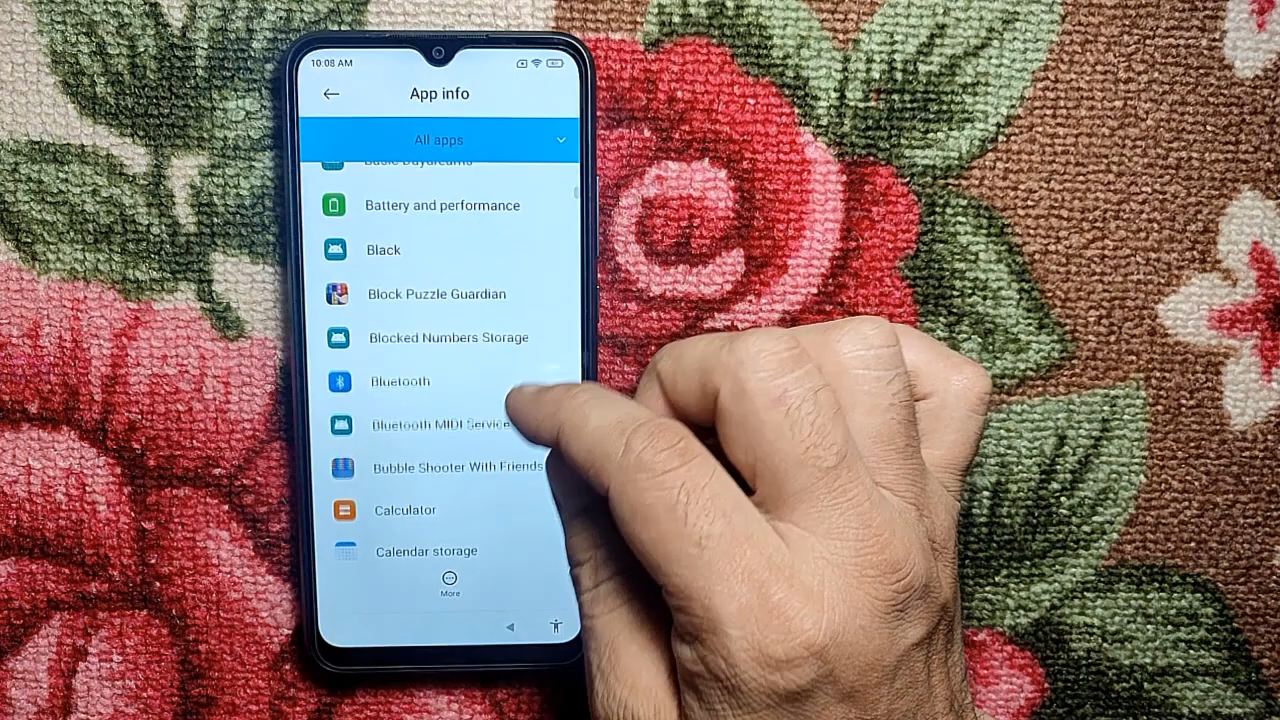 10:08 AM
App info
All apps
Basic Daydreams
Battery and performance
Black
Block Puzzle Guardian
Blocked Numbers Storage
Bluetooth
Bluetooth MIDI Service
Bubble Shooter With Friends
Calculator
Calendar storage
More